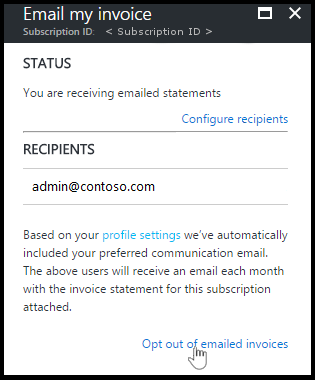 Email my invoice
Subscription ID: < Subscription ID >
STATUS
You are receiving emailed statements
Configure recipients
RECIPIENTS
admin@contoso.com
Based on your profile settings we've automatically
included your preferred communication email.
The above users will receive an email each month
with the invoice statement for this subscription
attached.
Opt out of emailed invoices